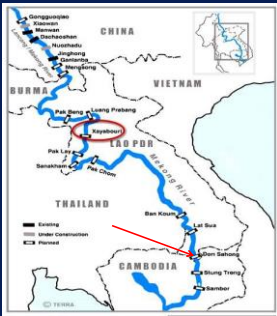 Gongguoqiao
Xiaowan
Manwan
Dachaoshan
Nuozhadu
Jinghong
Ganlanba
Mengsong
CHINA
BURMA
VIETNAM
Pak Beng
Luang Prabang
Xayabouri
LAO PDR
Pak Lay
Sanakham
Pak Chom
Mekong River
THAILAND
Ban Koum
Lat Sua
Don Sahong
Stung Treng
Sambor
CAMBODIA
Existing
Under Construction
Planned
© TERRA